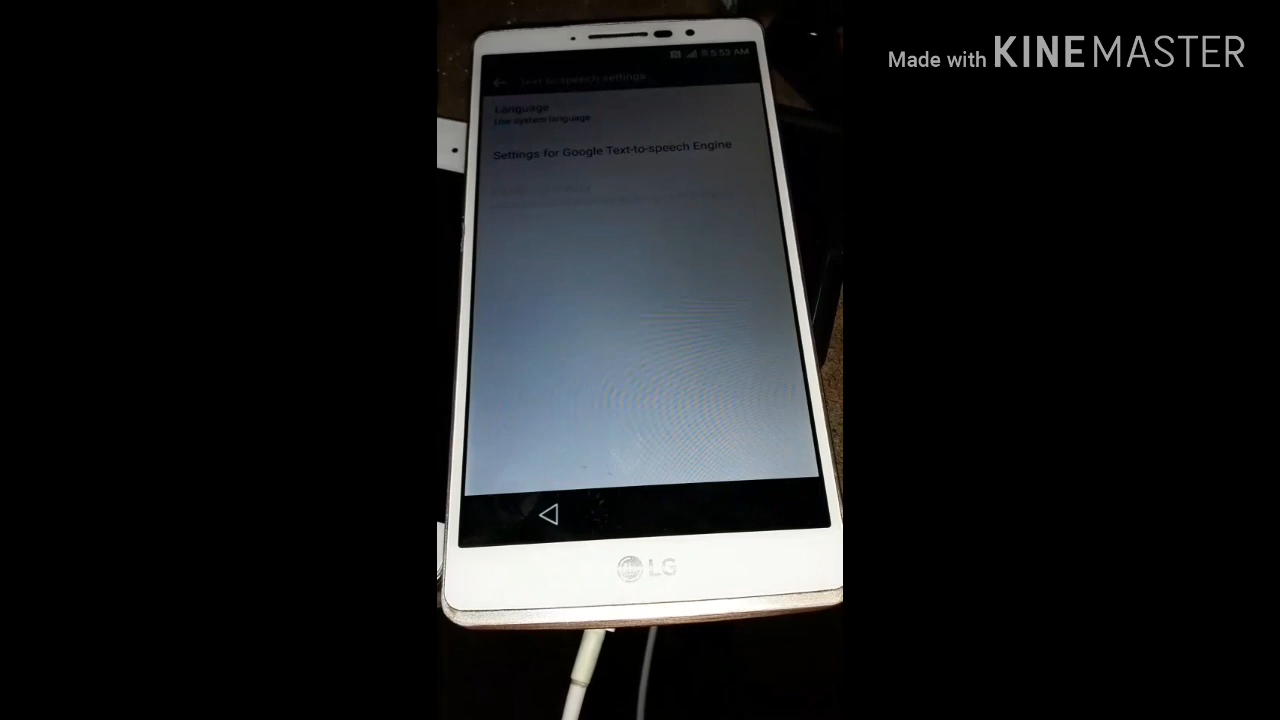 Made with KINEMASTER
5:53 AM
Text-to-speech settings
Language
Use system language
Settings for Google Text-to-speech Engine
LG